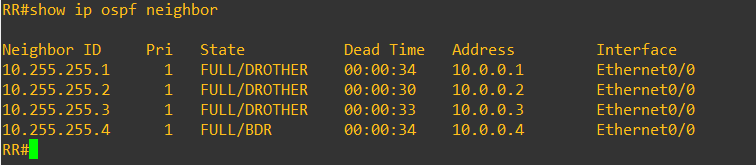 RR#show ip ospf neighbor
Neighbor ID     Pri   State           Dead Time   Address         Interface
10.255.255.1      1   FULL/DROTHER    00:00:34    10.0.0.1        Ethernet0/0
10.255.255.2      1   FULL/DROTHER    00:00:30    10.0.0.2        Ethernet0/0
10.255.255.3      1   FULL/DROTHER    00:00:33    10.0.0.3        Ethernet0/0
10.255.255.4      1   FULL/BDR        00:00:34    10.0.0.4        Ethernet0/0
RR#